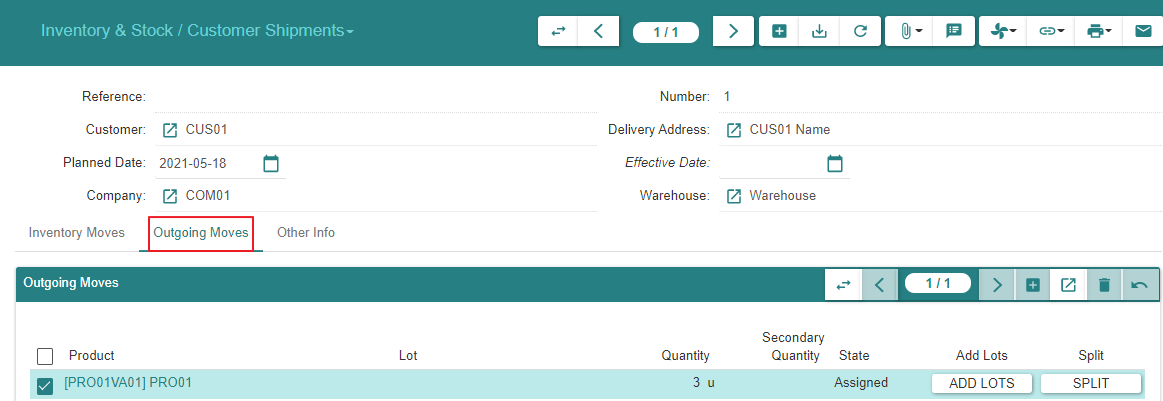 Inventory & Stock / Customer Shipments
1 / 1
Reference:
Number: 1
Customer: CUS01
Delivery Address: CUS01 Name
Planned Date: 2021-05-18
Effective Date:
Company: COM01
Warehouse: Warehouse
Inventory Moves Outgoing Moves Other Info
Outgoing Moves
1 / 1
Product Lot Quantity Secondary Quantity State Add Lots Split
[PRO01VA01] PRO01 3 u Assigned ADD LOTS SPLIT